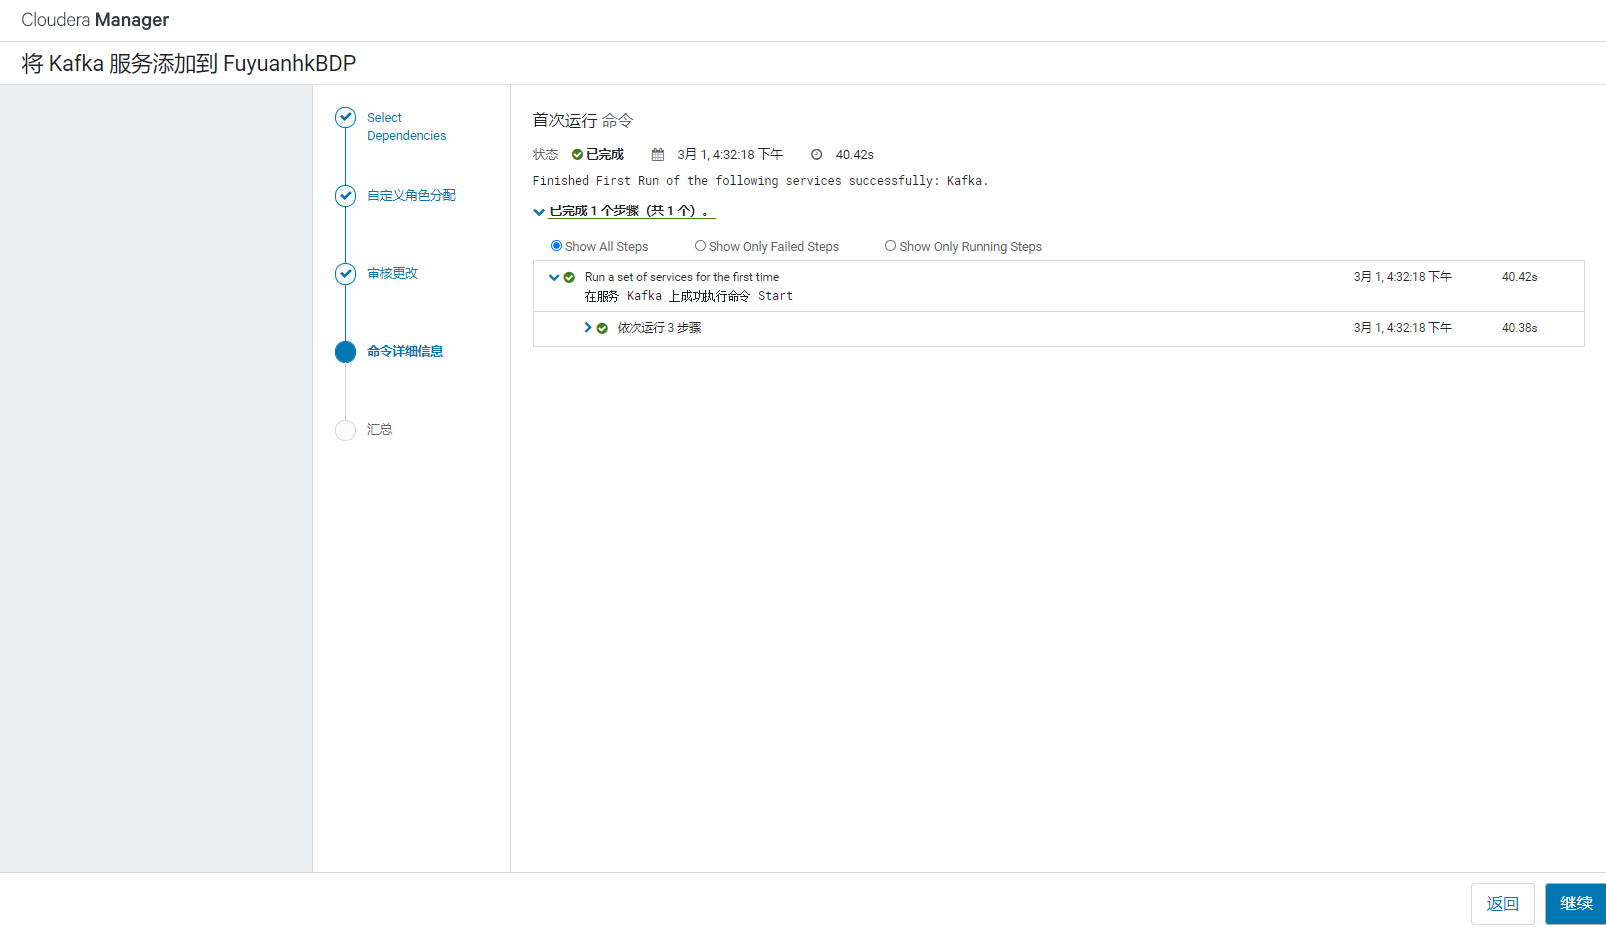 Cloudera Manager
将 Kafka 服务添加到 FuyuanhkBDP
Select
Dependencies
自定义角色分配
审核更改
命令详细信息
汇总
首次运行 命令
状态 已完成 3月 1, 4:32:18 下午 40.42s
Finished First Run of the following services successfully: Kafka.
已完成 1 个步骤（共 1 个）。
Show All Steps Show Only Failed Steps Show Only Running Steps
Run a set of services for the first time 3月 1, 4:32:18 下午 40.42s
在服务 Kafka 上成功执行命令 Start
依次运行 3 步骤 3月 1, 4:32:18 下午 40.38s
返回 继续